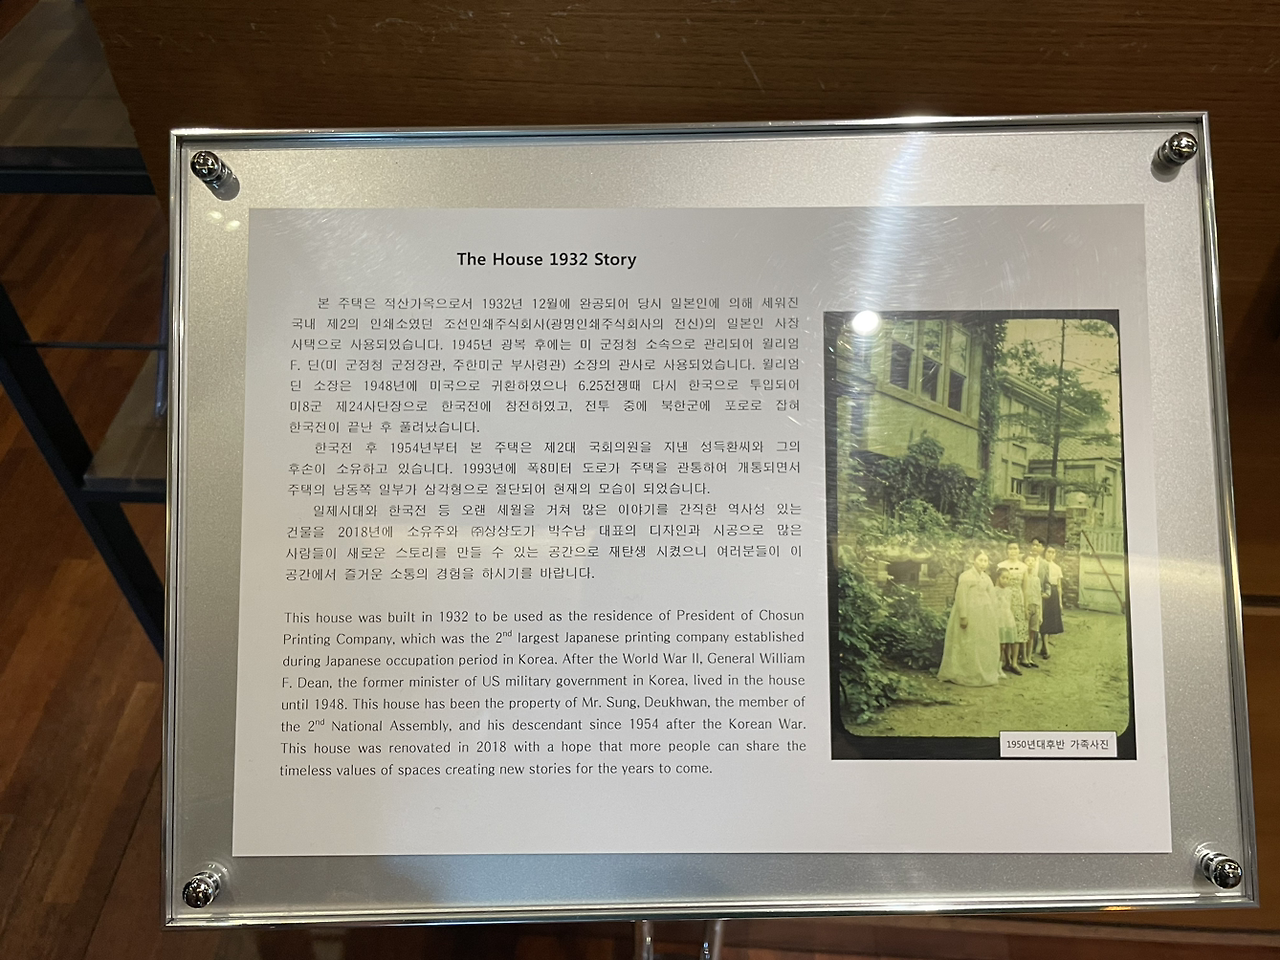 The House 1932 Story
본 주택은 적산가옥으로서 1932년 12월에 완공되어 당시 일본인에 의해 세워진
국내 제2의 인쇄소였던 조선인쇄주식회사(광명인쇄주식회사의 전신)의 일본인 사장
사택으로 사용되었습니다. 1945년 광복 후에는 미 군정청 소속으로 관리되어 윌리엄
F. 딘(미 군정청 군정장관, 주한미군 부사령관) 소장의 관사로 사용되었습니다. 윌리엄
딘 소장은 1948년에 미국으로 귀환하였으나 6.25전쟁때 다시 한국으로 투입되어
미8군 제24사단장으로 한국전에 참전하였고, 전투 중에 북한군에 포로로 잡혀
한국전이 끝난 후 풀려났습니다.
한국전 후 1954년부터 본 주택은 제2대 국회의원을 지낸 성득환씨와 그의
후손이 소유하고 있습니다. 1993년에 폭8미터 도로가 주택을 관통하여 개통되면서
주택의 남동쪽 일부가 삼각형으로 절단되어 현재의 모습이 되었습니다.
일제시대와 한국전 등 오랜 세월을 거쳐 많은 이야기를 간직한 역사성 있는
건물을 2018년에 소유주와 ㈜상상도가 박수남 대표의 디자인과 시공으로 많은
사람들이 새로운 스토리를 만들 수 있는 공간으로 재탄생 시켰으니 여러분들이 이
공간에서 즐거운 소통의 경험을 하시기를 바랍니다.
This house was built in 1932 to be used as the residence of President of Chosun
Printing Company, which was the 2nd largest Japanese printing company established
during Japanese occupation period in Korea. After the World War II, General William
F. Dean, the former minister of US military government in Korea, lived in the house
until 1948. This house has been the property of Mr. Sung, Deukhwan, the member of
the 2nd National Assembly, and his descendant since 1954 after the Korean War.
This house was renovated in 2018 with a hope that more people can share the
timeless values of spaces creating new stories for the years to come.
1950년대후반 가족사진